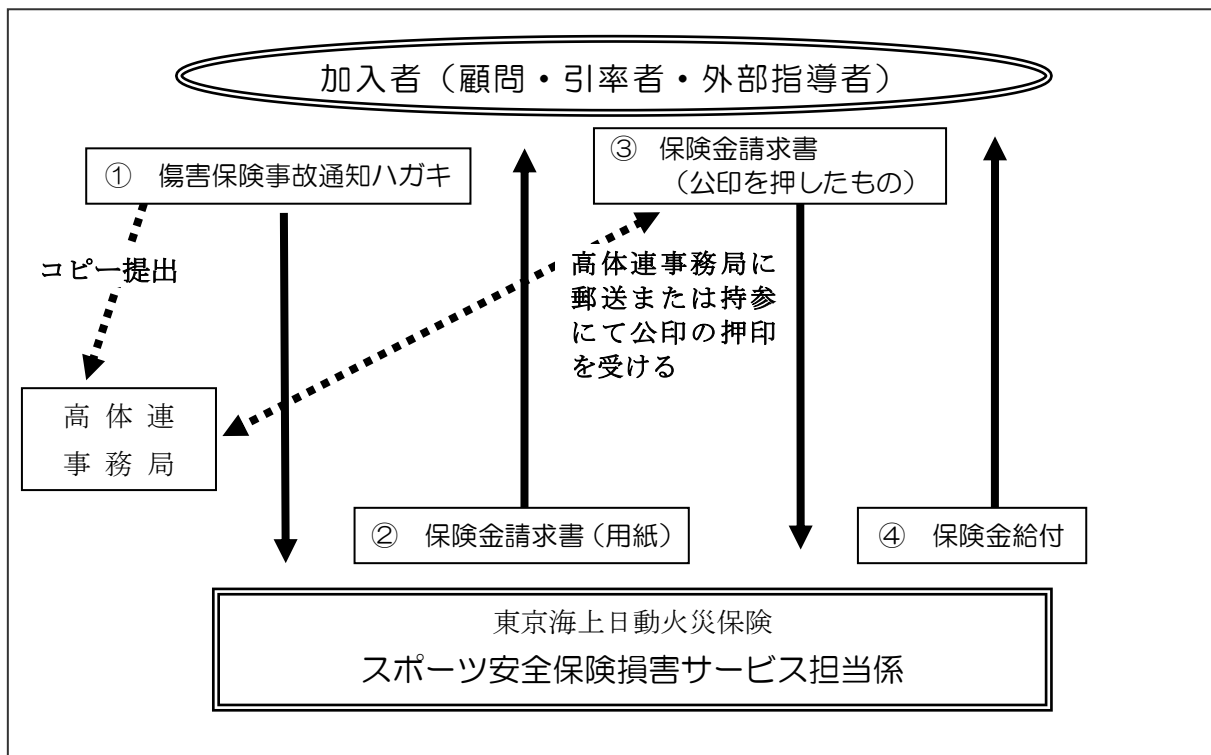 加入者（顧問・引率者・外部指導者）
① 傷害保険事故通知ハガキ
③ 保険金請求書
（公印を押したもの）
コピー提出
高体連事務局に
郵送または持参
にて公印の押印
を受ける
高体連
事務局
② 保険金請求書（用紙）
④ 保険金給付
東京海上日動火災保険
スポーツ安全保険損害サービス担当係